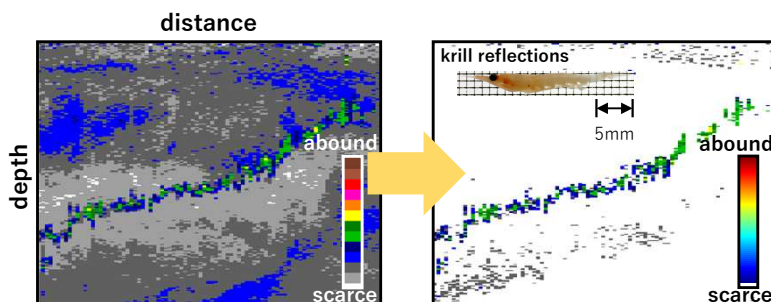 distance
depth
abound
scarce
krill reflections
5mm
abound
scarce